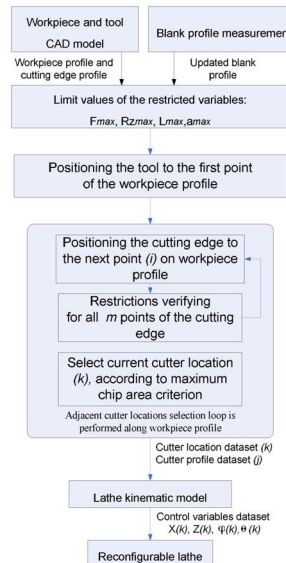 Workpiece and tool
CAD model
Blank profile measuremen
Workpiece profile and
cutting edge profile
Updated blank
profile
Limit values of the restricted variables:
Fmax, Rzmax, Lmax,amax
Positioning the tool to the first point
of the workpiece profile
Positioning the cutting edge to
the next point (i) on workpiece
profile
Restrictions verifying
for all m points of the cutting
edge
Select current cutter location
(k), according to maximum
chip area criterion
Adjacent cutter locations selection loop is
performed along workpiece profile
Cutter location dataset (k)
Cutter profile dataset (j)
Lathe kinematic model
Control variables dataset
X(k), Z(k), φ(k),θ(k)
Reconfigurable lathe